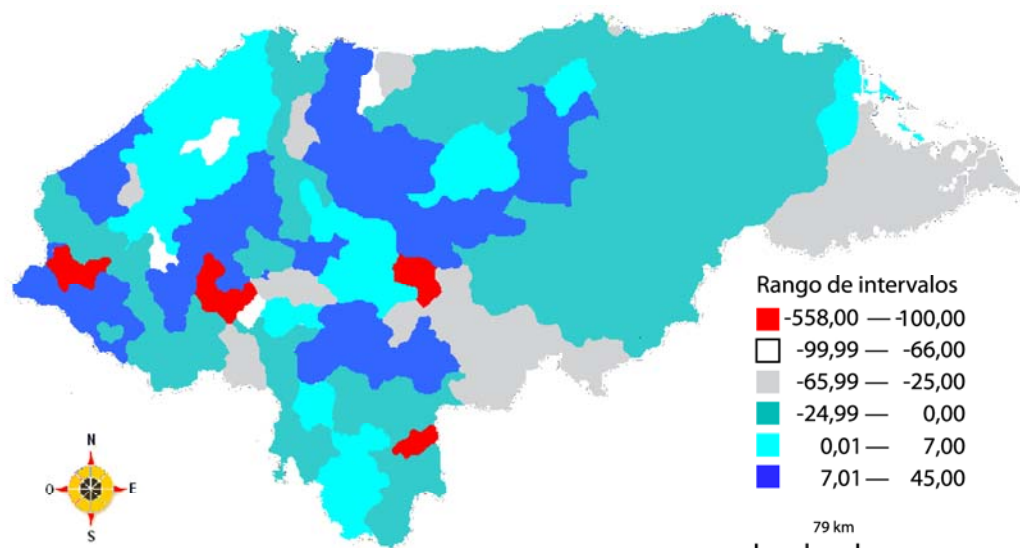 Rango de intervalos
-558,00 — -100,00
-99,99 — -66,00
-65,99 — -25,00
-24,99 — 0,00
0,01 — 7,00
7,01 — 45,00
N
O E
S
79 km